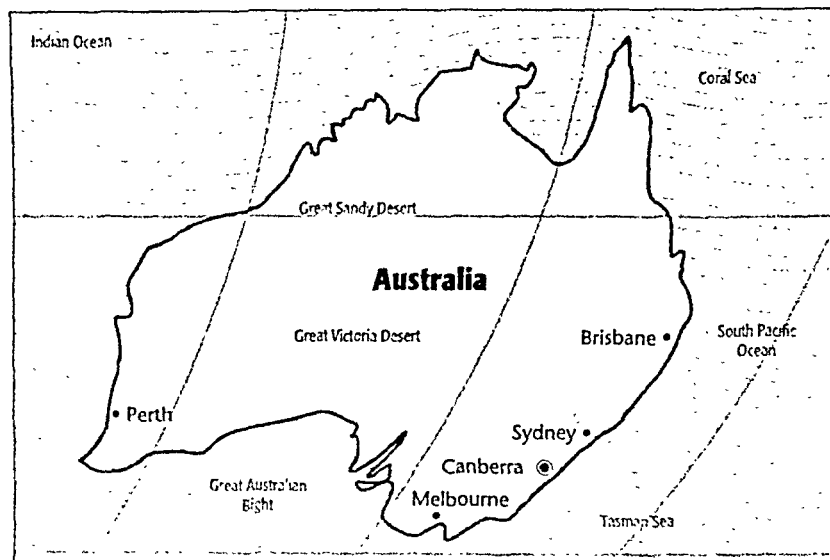 Indian Ocean
Coral Sea
Great Sandy Desert
Australia
Great Victoria Desert
Brisbane
South Pacific
Ocean
Perth
Sydney
Canberra
Great Australian
Bight
Melbourne
Tasman Sea